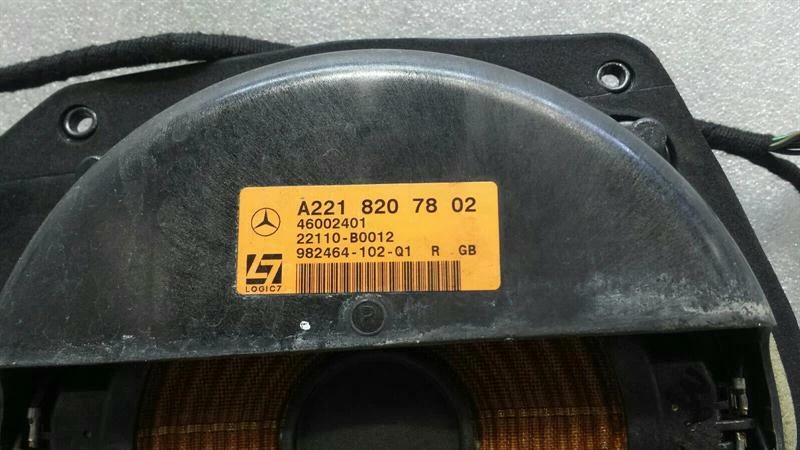 A221 820 78 02
46002401
22110-B0012
982464-102-Q1 R GB
LOGIC7
P